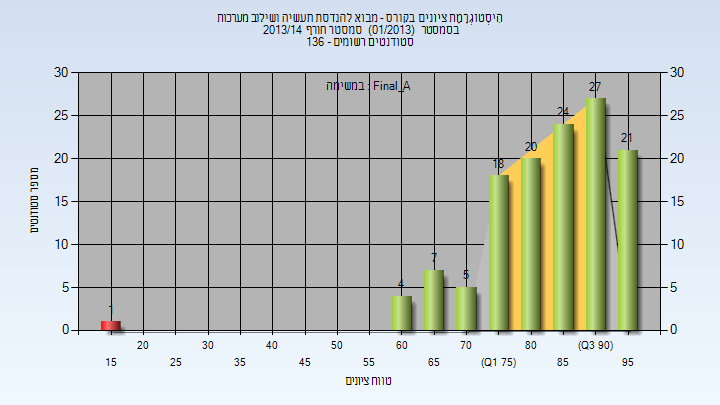 הִיסְטוֹגְרָמַת ציונים בקורס - מבוא להנדסת תעשיה ושילוב מערכות
בסמסטר (01/2013) סמסטר חורף 2013/14
סטודנטים רשומים - 136
במשימה : Final_A
מספר סטודנטים
30 30
25 25
20 20
15 15
10 10
5 5
0 0
1 4 7 5 18 20 24 27 21
20 30 40 50 60 70 80 (Q3 90)
15 25 35 45 55 65 (Q1 75) 85 95
טווח ציונים